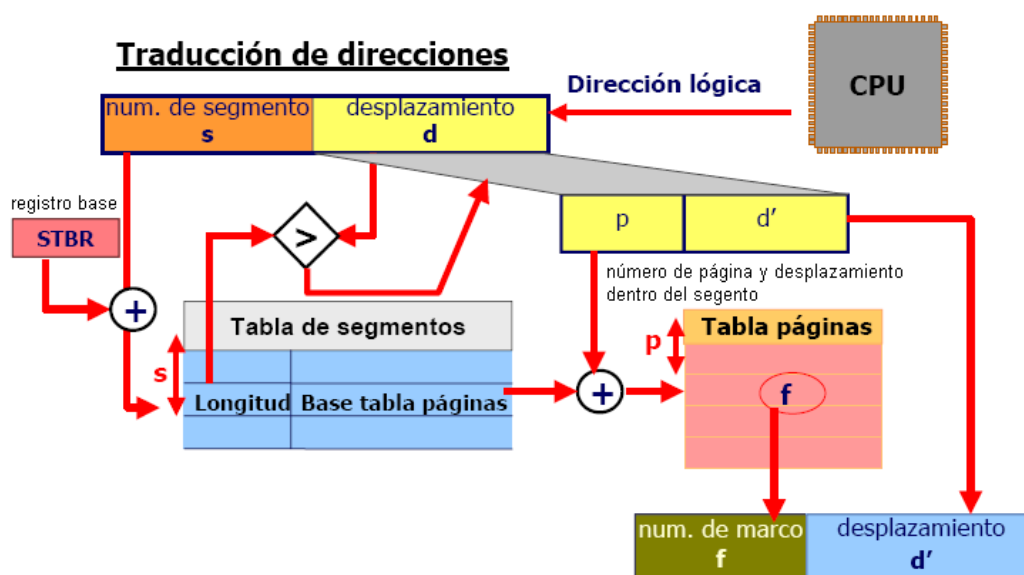 Traducción de direcciones
CPU
Dirección lógica
num. de segmento
s
desplazamiento
d
registro base
STBR
>
p
d’
número de página y desplazamiento
dentro del segento
+
Tabla de segmentos
Tabla páginas
s
p
Longitud
Base tabla páginas
+
f
num. de marco
f
desplazamiento
d’